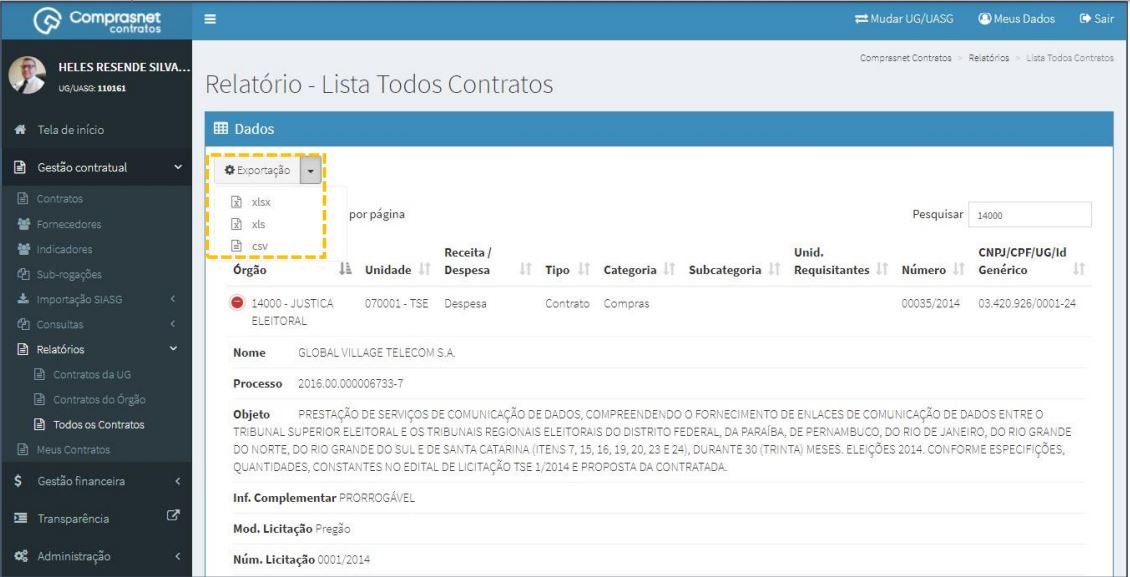 Comprasnet
contratos
Mudar UG/UASG
Meus Dados
Sair
HELES RESENDE SILVA...
UG/UASG: 110161
Tela de início
Gestão contratual
Contratos
Fornecedores
Indicadores
Sub-rogações
Importação SIASG
Consultas
Relatórios
Contratos da UG
Contratos do Órgão
Todos os Contratos
Meus Contratos
Gestão financeira
Transparência
Administração
Comprasnet Contratos > Relatórios > Lista Todos Contratos
Relatório - Lista Todos Contratos
Dados
Exportação
xlsx
xls
csv
por página
Pesquisar 14000
Órgão Unidade Receita / Despesa Tipo Categoria Subcategoria Unid. Requisitantes Número CNPJ/CPF/UG/Id Genérico
14000 - JUSTICA ELEITORAL 070001 - TSE Despesa Contrato Compras 00035/2014 03.420.926/0001-24
Nome GLOBAL VILLAGE TELECOM S.A.
Processo 2016.00.000006733-7
Objeto PRESTAÇÃO DE SERVIÇOS DE COMUNICAÇÃO DE DADOS, COMPREENDENDO O FORNECIMENTO DE ENLACES DE COMUNICAÇÃO DE DADOS ENTRE O
TRIBUNAL SUPERIOR ELEITORAL E OS TRIBUNAIS REGIONAIS ELEITORAIS DO DISTRITO FEDERAL, DA PARAÍBA, DE PERNAMBUCO, DO RIO DE JANEIRO, DO RIO GRANDE
DO NORTE, DO RIO GRANDE DO SUL E DE SANTA CATARINA (ITENS 7, 15, 16, 19, 20, 23 E 24), DURANTE 30 (TRINTA) MESES. ELEIÇÕES 2014. CONFORME ESPECIFIÇÕES,
QUANTIDADES, CONSTANTES NO EDITAL DE LICITAÇÃO TSE 1/2014 E PROPOSTA DA CONTRATADA.
Inf. Complementar PRORROGÁVEL
Mod. Licitação Pregão
Núm. Licitação 0001/2014